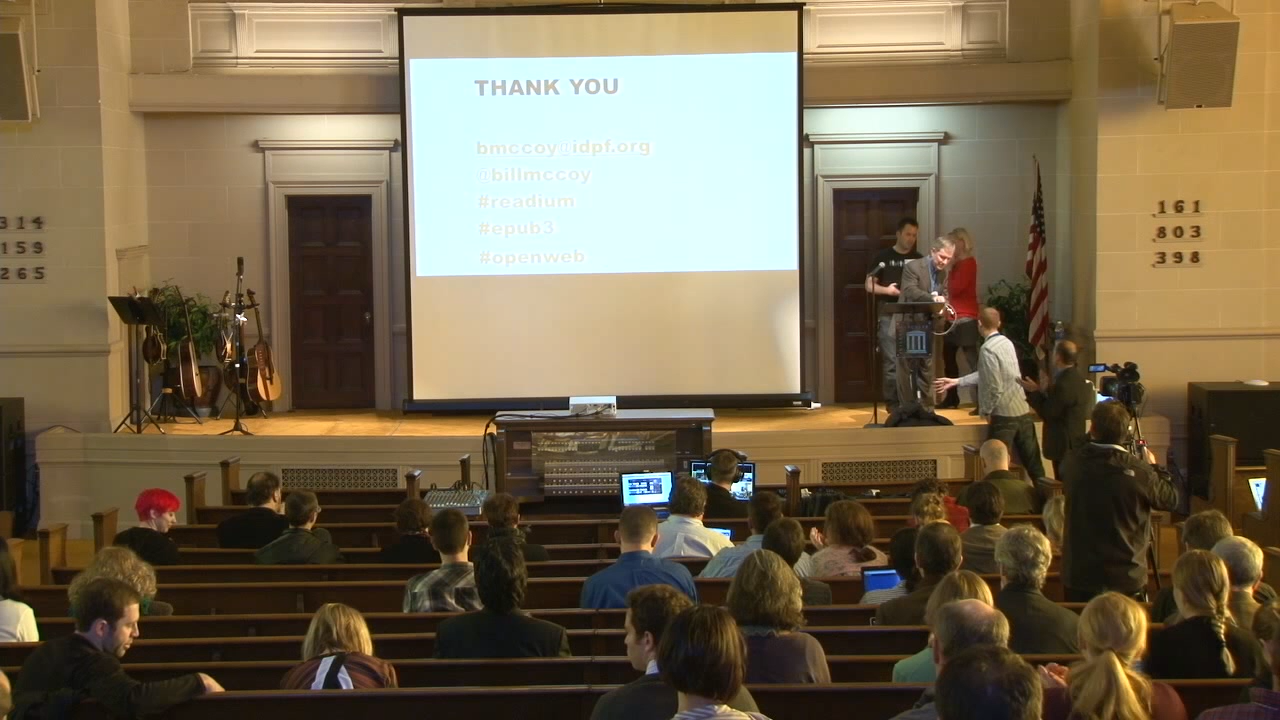 THANK YOU
bmccoy@idpf.org
@billmccoy
#readium
#epub3
#openweb
314
159
265
161
803
398